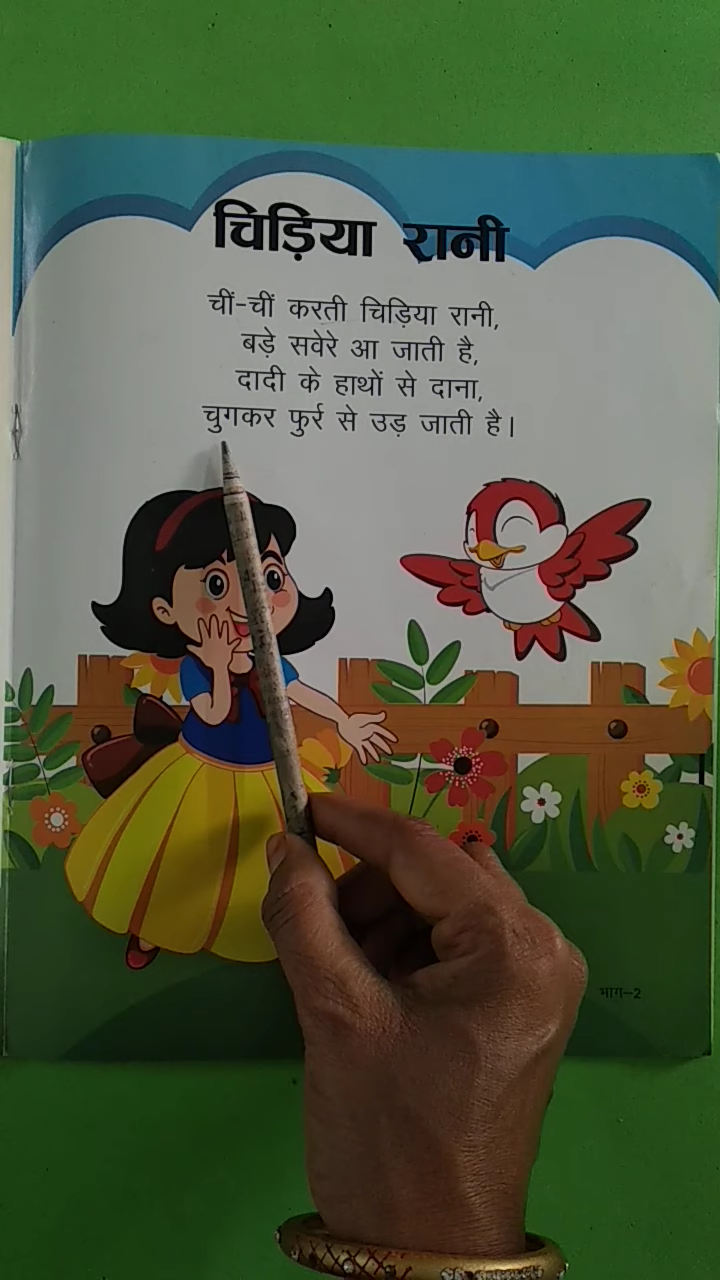 चिड़िया रानी
चीं-चीं करती चिड़िया रानी,
बड़े सवेरे आ जाती है,
दादी के हाथों से दाना,
चुगकर फुर्र से उड़ जाती है।
भाग-2